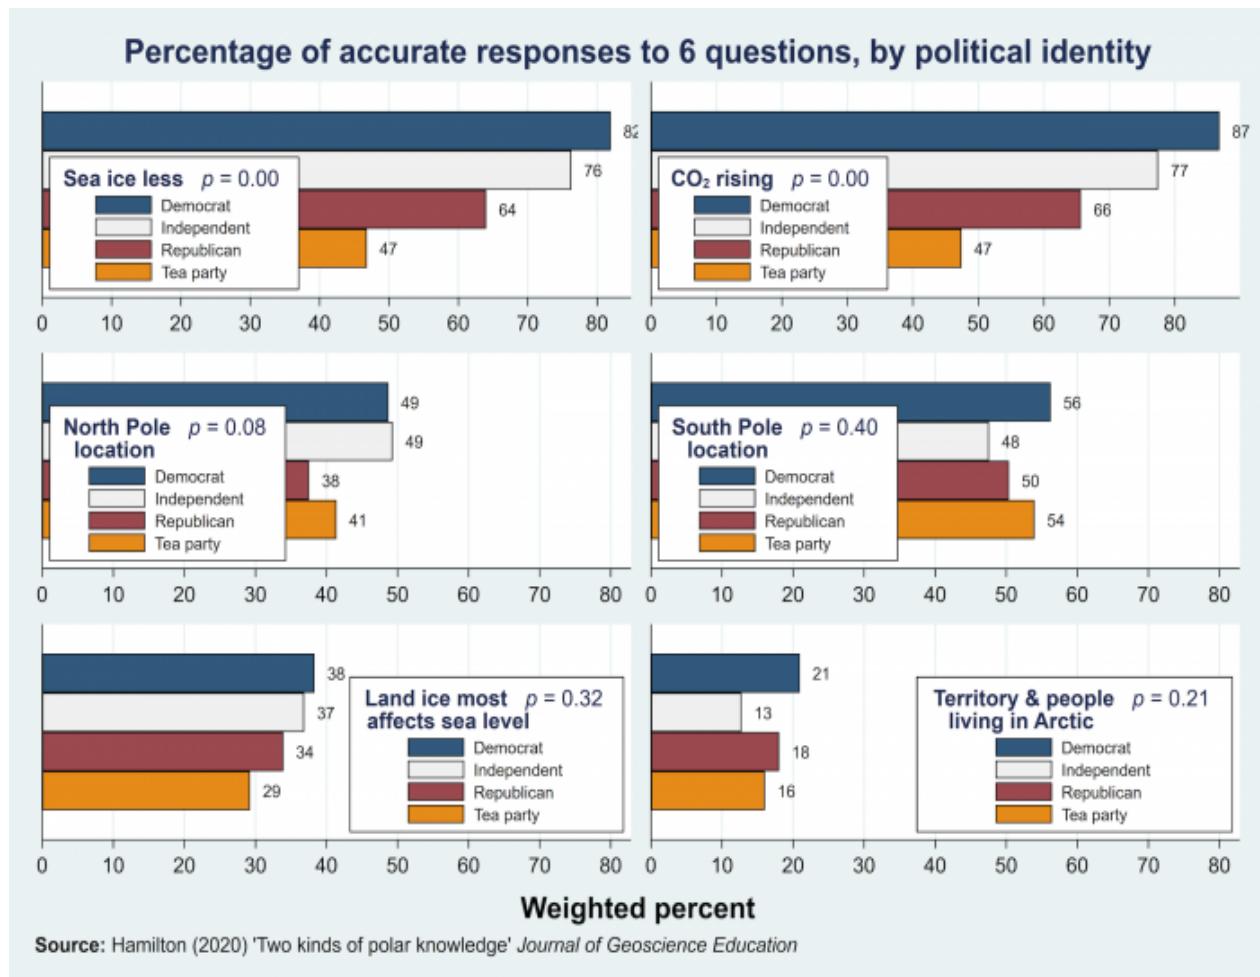 Percentage of accurate responses to 6 questions, by political identity
82
76
64
47
Sea ice less p = 0.00
Democrat
Independent
Republican
Tea party
0 10 20 30 40 50 60 70 80
87
77
66
47
CO₂ rising p = 0.00
Democrat
Independent
Republican
Tea party
0 10 20 30 40 50 60 70 80
49
49
38
41
North Pole p = 0.08
location
Democrat
Independent
Republican
Tea party
0 10 20 30 40 50 60 70 80
56
48
50
54
South Pole p = 0.40
location
Democrat
Independent
Republican
Tea party
0 10 20 30 40 50 60 70 80
38
37
34
29
Land ice most p = 0.32
affects sea level
Democrat
Independent
Republican
Tea party
0 10 20 30 40 50 60 70 80
21
13
18
16
Territory & people p = 0.21
living in Arctic
Democrat
Independent
Republican
Tea party
0 10 20 30 40 50 60 70 80
Weighted percent
Source: Hamilton (2020) 'Two kinds of polar knowledge' Journal of Geoscience Education